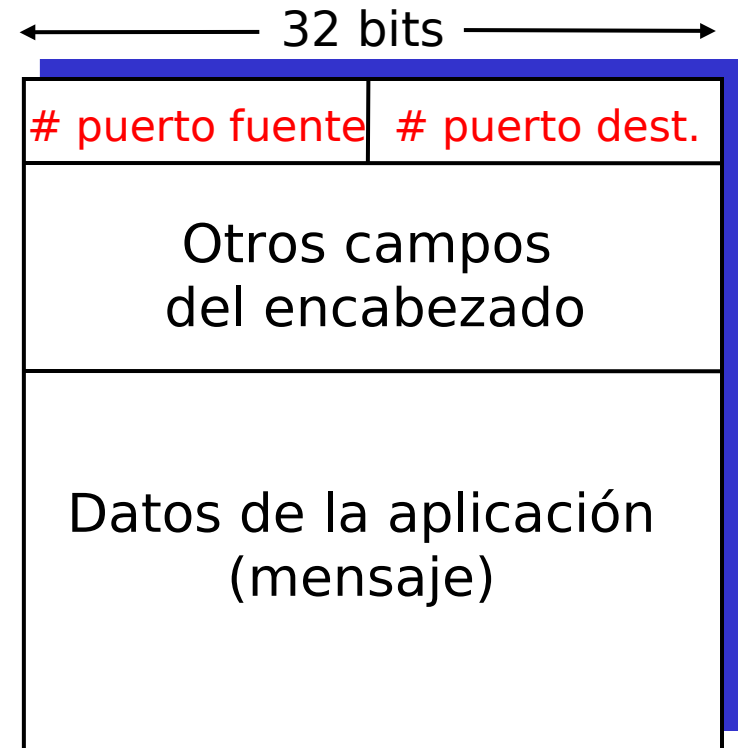 32 bits
# puerto fuente
# puerto dest.
Otros campos
del encabezado
Datos de la aplicación
(mensaje)